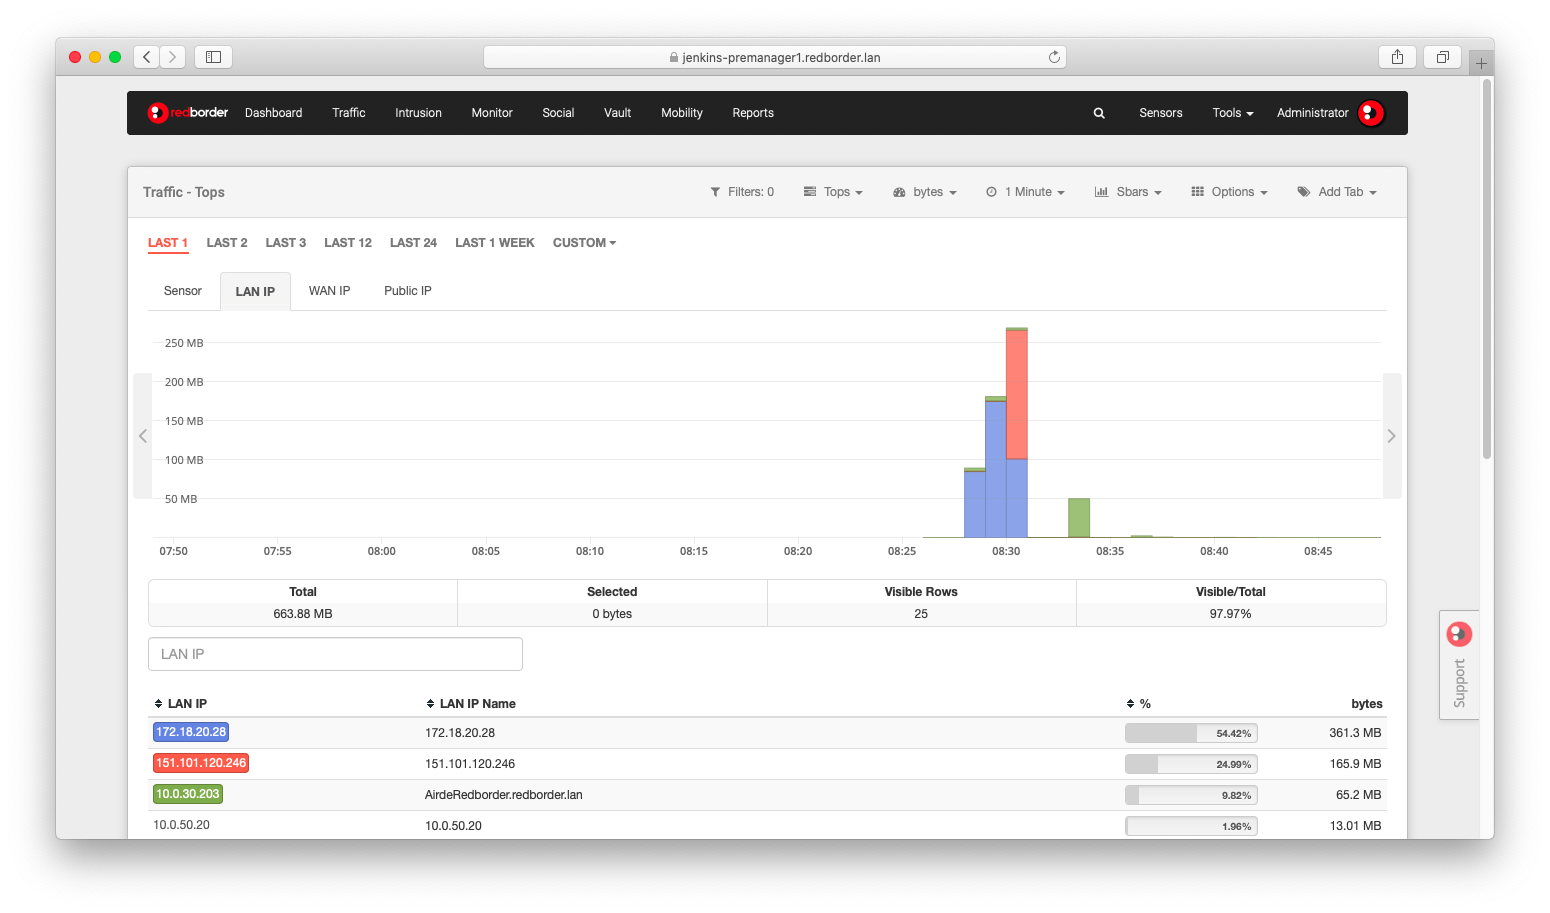 jenkins-premanager1.redborder.lan
redborder Dashboard Traffic Intrusion Monitor Social Vault Mobility Reports Sensors Tools Administrator
Traffic - Tops Filters: 0 Tops bytes 1 Minute Sbars Options Add Tab
LAST 1 LAST 2 LAST 3 LAST 12 LAST 24 LAST 1 WEEK CUSTOM
Sensor LAN IP WAN IP Public IP
250 MB
200 MB
150 MB
100 MB
50 MB
07:50 07:55 08:00 08:05 08:10 08:15 08:20 08:25 08:30 08:35 08:40 08:45
Total Selected Visible Rows Visible/Total
663.88 MB 0 bytes 25 97.97%
LAN IP
Support
LAN IP LAN IP Name % bytes
172.18.20.28 172.18.20.28 54.42% 361.3 MB
151.101.120.246 151.101.120.246 24.99% 165.9 MB
10.0.30.203 AirdeRedborder.redborder.lan 9.82% 65.2 MB
10.0.50.20 10.0.50.20 1.96% 13.01 MB